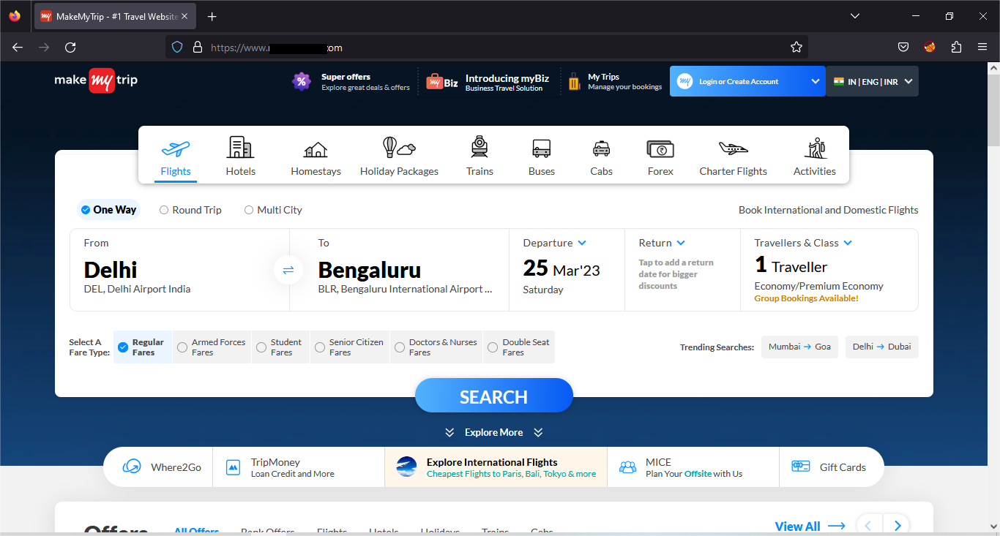 MakeMyTrip - #1 Travel Website
https://www. om
make my trip
Super offers
Explore great deals & offers
my Biz
Introducing myBiz
Business Travel Solution
My Trips
Manage your bookings
my
Login or Create Account
IN | ENG | INR
Flights
Hotels
Homestays
Holiday Packages
Trains
Buses
Cabs
Forex
Charter Flights
Activities
One Way
Round Trip
Multi City
Book International and Domestic Flights
From
Delhi
DEL, Delhi Airport India
To
Bengaluru
BLR, Bengaluru International Airport ...
Departure
25 Mar'23
Saturday
Return
Tap to add a return
date for bigger
discounts
Travellers & Class
1 Traveller
Economy/Premium Economy
Group Bookings Available!
Select A
Fare Type:
Regular
Fares
Armed Forces
Fares
Student
Fares
Senior Citizen
Fares
Doctors & Nurses
Fares
Double Seat
Fares
Trending Searches:
Mumbai → Goa
Delhi → Dubai
SEARCH
Explore More
Where2Go
TripMoney
Loan Credit and More
Explore International Flights
Cheapest Flights to Paris, Bali, Tokyo & more
MICE
Plan Your Offsite with Us
Gift Cards
Offers
All Offers
Bank Offers
Flights
Hotels
Holidays
Trains
Cabs
View All